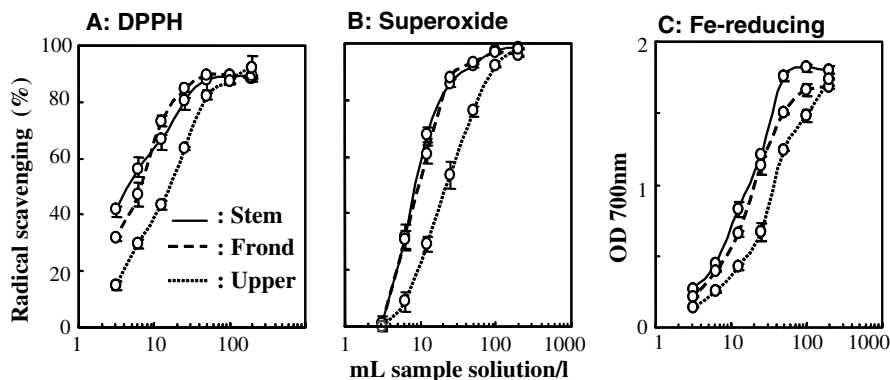 A: DPPH
B: Superoxide
C: Fe-reducing
Radical scavenging (%)
100
80
60
40
20
0
: Stem
: Frond
: Upper
1 10 100
1 10 100 1000
mL sample soliution/l
OD 700nm
2
1
0
1 10 100 1000